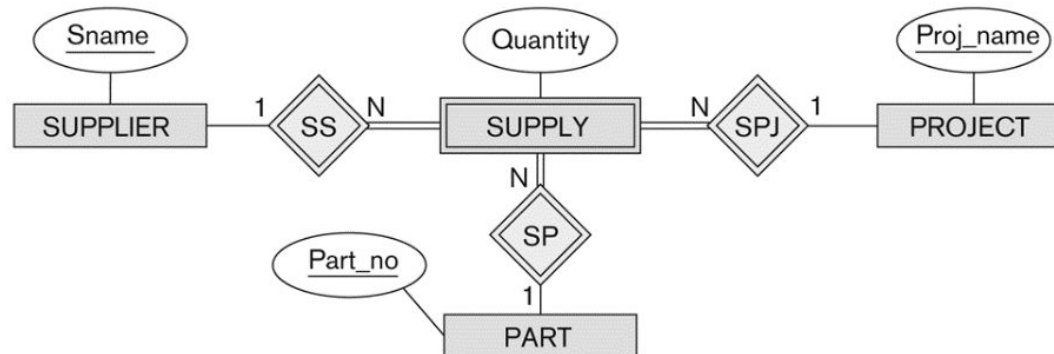 Sname
Quantity
Proj_name
SUPPLIER
1
SS
N
SUPPLY
N
SPJ
1
PROJECT
N
SP
Part_no
1
PART